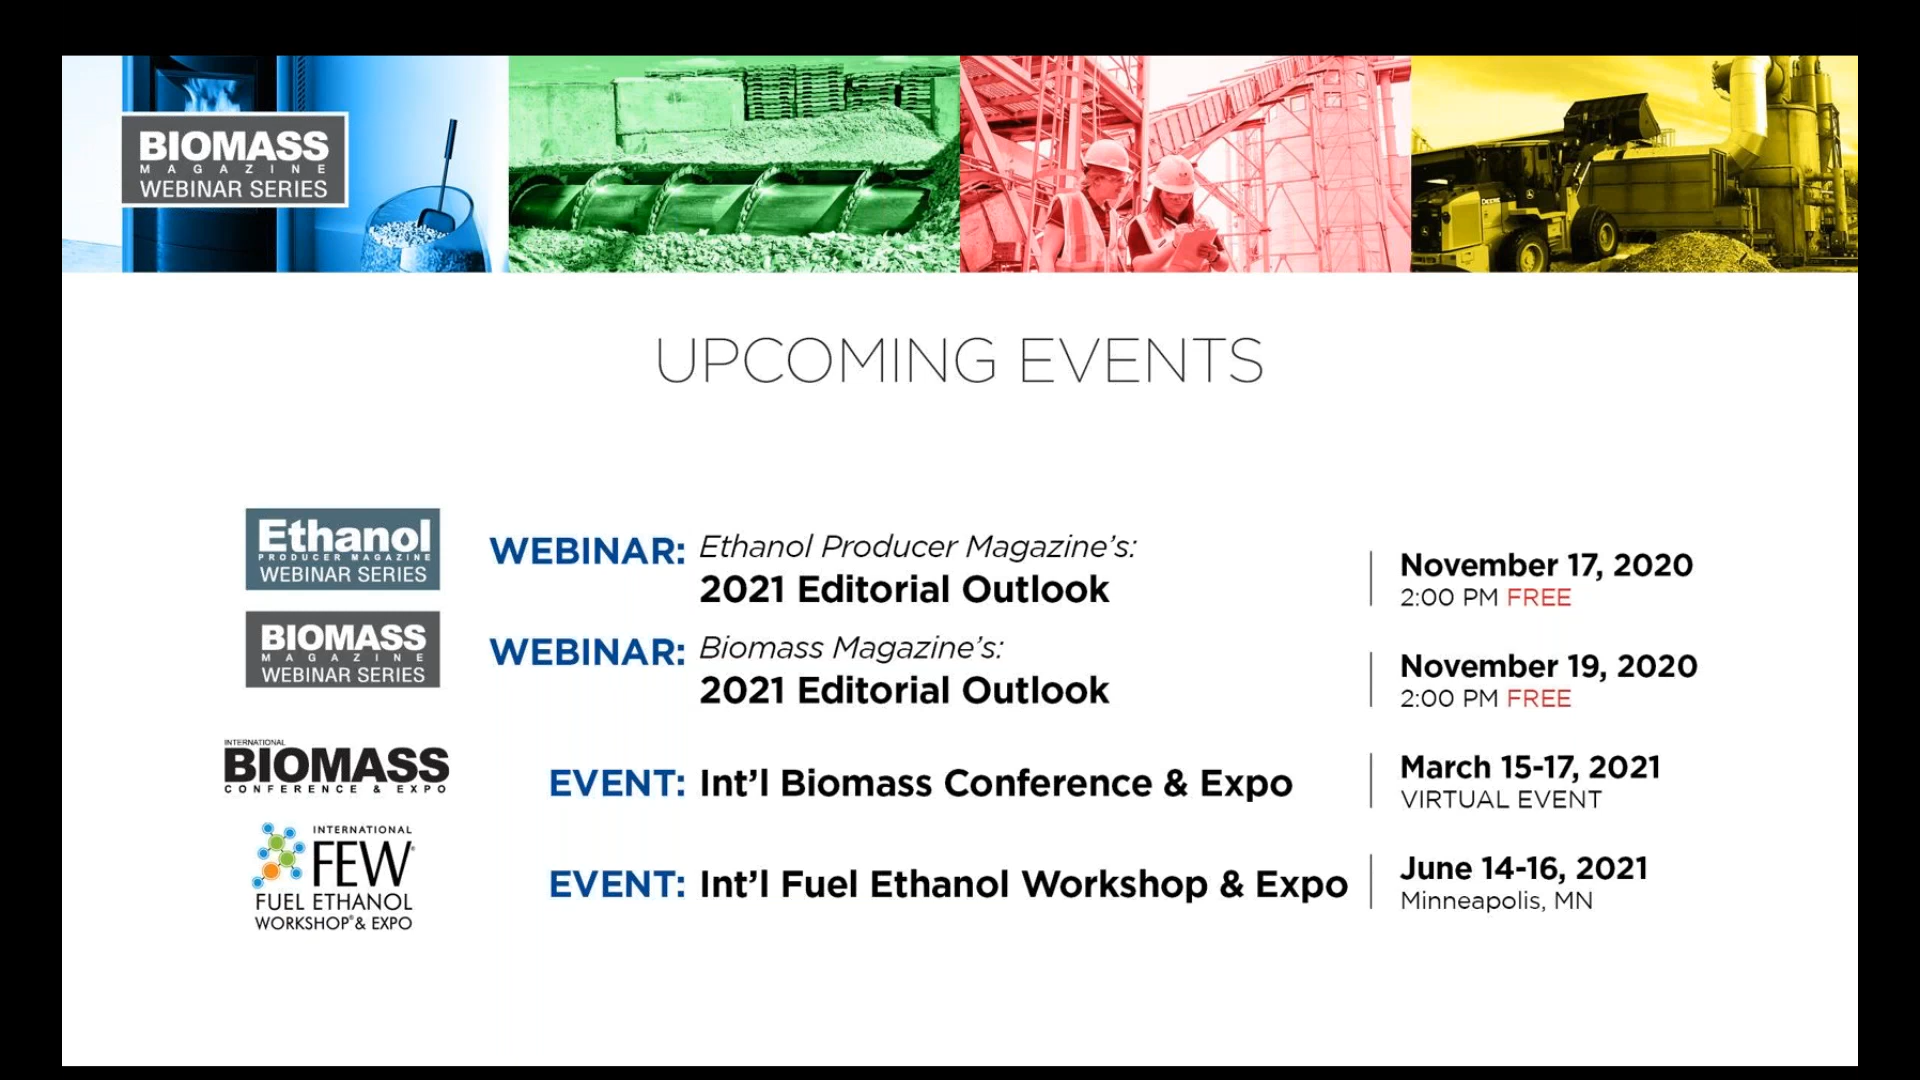 BIOMASS
MAGAZINE
WEBINAR SERIES
DEERE
UPCOMING EVENTS
Ethanol
PRODUCER MAGAZINE
WEBINAR SERIES
WEBINAR: Ethanol Producer Magazine's:
2021 Editorial Outlook
November 17, 2020
2:00 PM FREE
BIOMASS
MAGAZINE
WEBINAR SERIES
WEBINAR: Biomass Magazine's:
2021 Editorial Outlook
November 19, 2020
2:00 PM FREE
INTERNATIONAL
BIOMASS
CONFERENCE & EXPO
EVENT: Int'l Biomass Conference & Expo
March 15-17, 2021
VIRTUAL EVENT
INTERNATIONAL
FEW®
FUEL ETHANOL
WORKSHOP® & EXPO
EVENT: Int'l Fuel Ethanol Workshop & Expo
June 14-16, 2021
Minneapolis, MN